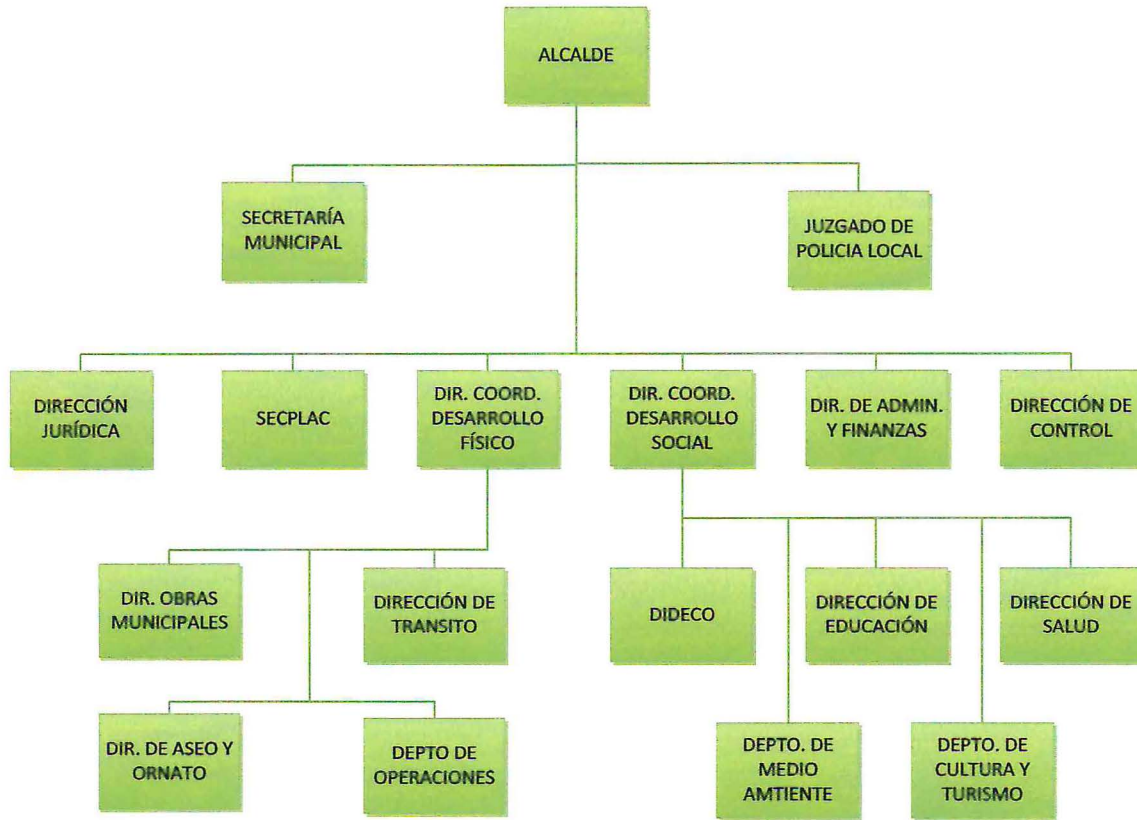 ALCALDE
SECRETARÍA
MUNICIPAL
JUZGADO DE
POLICIA LOCAL
DIRECCIÓN
JURÍDICA
SECPLAC
DIR. COORD.
DESARROLLO
FÍSICO
DIR. COORD.
DESARROLLO
SOCIAL
DIR. DE ADMIN.
Y FINANZAS
DIRECCIÓN DE
CONTROL
DIR. OBRAS
MUNICIPALES
DIRECCIÓN DE
TRANSITO
DIDECO
DIRECCIÓN DE
EDUCACIÓN
DIRECCIÓN DE
SALUD
DIR. DE ASEO Y
ORNATO
DEPTO DE
OPERACIONES
DEPTO. DE
MEDIO
AMTIENTE
DEPTO. DE
CULTURA Y
TURISMO